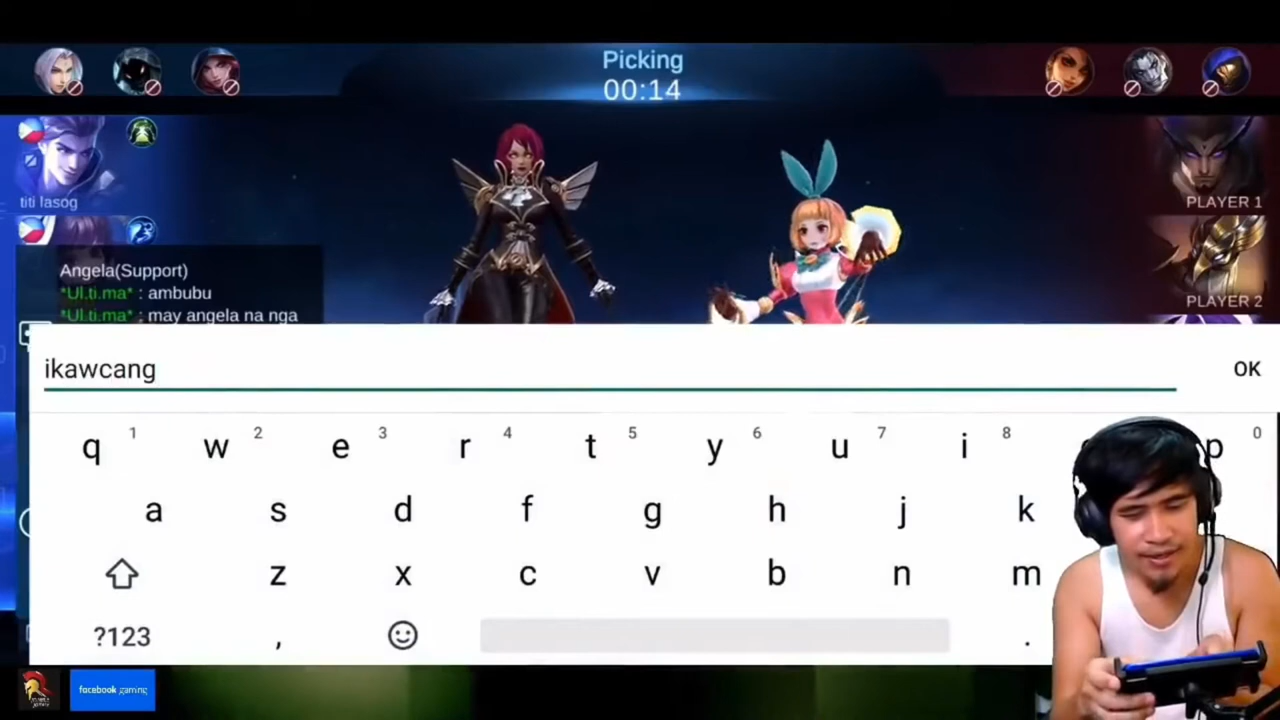 Picking
00:14
titi lasog
PLAYER 1
PLAYER 2
Angela(Support)
*Ul.ti.ma* : ambubu
*Ul.ti.ma* : may angela na nga
ikawcang
OK
q 1 w 2 e 3 r 4 t 5 y 6 u 7 i 8 p 0
a s d f g h j k
z x c v b n m
?123 , .
facebook gaming